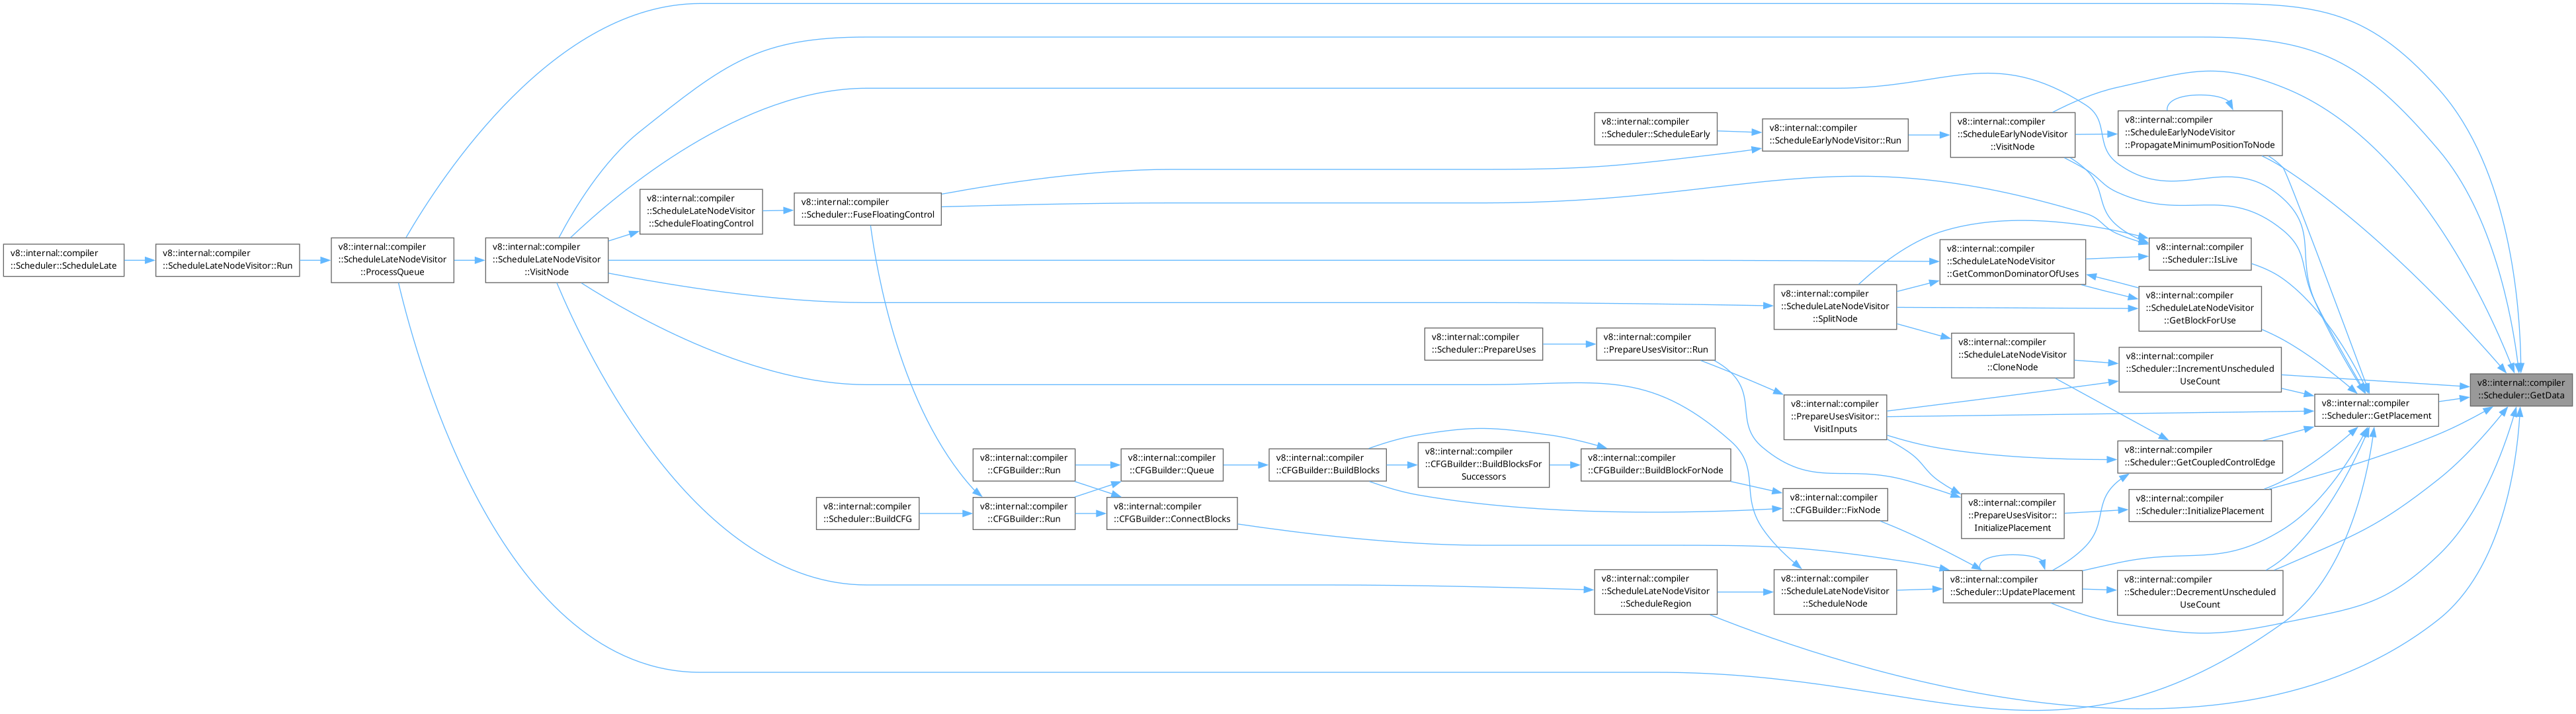 v8::internal::compiler
::Scheduler::ScheduleLate
v8::internal::compiler
::ScheduleLateNodeVisitor::Run
v8::internal::compiler
::ScheduleLateNodeVisitor
::ProcessQueue
v8::internal::compiler
::ScheduleLateNodeVisitor
::VisitNode
v8::internal::compiler
::ScheduleLateNodeVisitor
::ScheduleFloatingControl
v8::internal::compiler
::Scheduler::FuseFloatingControl
v8::internal::compiler
::Scheduler::ScheduleEarly
v8::internal::compiler
::ScheduleEarlyNodeVisitor::Run
v8::internal::compiler
::ScheduleEarlyNodeVisitor
::VisitNode
v8::internal::compiler
::ScheduleEarlyNodeVisitor
::PropagateMinimumPositionToNode
v8::internal::compiler
::Scheduler::IsLive
v8::internal::compiler
::ScheduleLateNodeVisitor
::GetCommonDominatorOfUses
v8::internal::compiler
::ScheduleLateNodeVisitor
::GetBlockForUse
v8::internal::compiler
::ScheduleLateNodeVisitor
::SplitNode
v8::internal::compiler
::ScheduleLateNodeVisitor
::CloneNode
v8::internal::compiler
::Scheduler::IncrementUnscheduled
UseCount
v8::internal::compiler
::Scheduler::GetData
v8::internal::compiler
::Scheduler::GetPlacement
v8::internal::compiler
::Scheduler::PrepareUses
v8::internal::compiler
::PrepareUsesVisitor::Run
v8::internal::compiler
::PrepareUsesVisitor::
VisitInputs
v8::internal::compiler
::Scheduler::GetCoupledControlEdge
v8::internal::compiler
::CFGBuilder::Run
v8::internal::compiler
::CFGBuilder::Queue
v8::internal::compiler
::CFGBuilder::BuildBlocks
v8::internal::compiler
::CFGBuilder::BuildBlocksFor
Successors
v8::internal::compiler
::CFGBuilder::BuildBlockForNode
v8::internal::compiler
::Scheduler::BuildCFG
v8::internal::compiler
::CFGBuilder::Run
v8::internal::compiler
::CFGBuilder::ConnectBlocks
v8::internal::compiler
::CFGBuilder::FixNode
v8::internal::compiler
::PrepareUsesVisitor::
InitializePlacement
v8::internal::compiler
::Scheduler::InitializePlacement
v8::internal::compiler
::ScheduleLateNodeVisitor
::ScheduleRegion
v8::internal::compiler
::ScheduleLateNodeVisitor
::ScheduleNode
v8::internal::compiler
::Scheduler::UpdatePlacement
v8::internal::compiler
::Scheduler::DecrementUnscheduled
UseCount